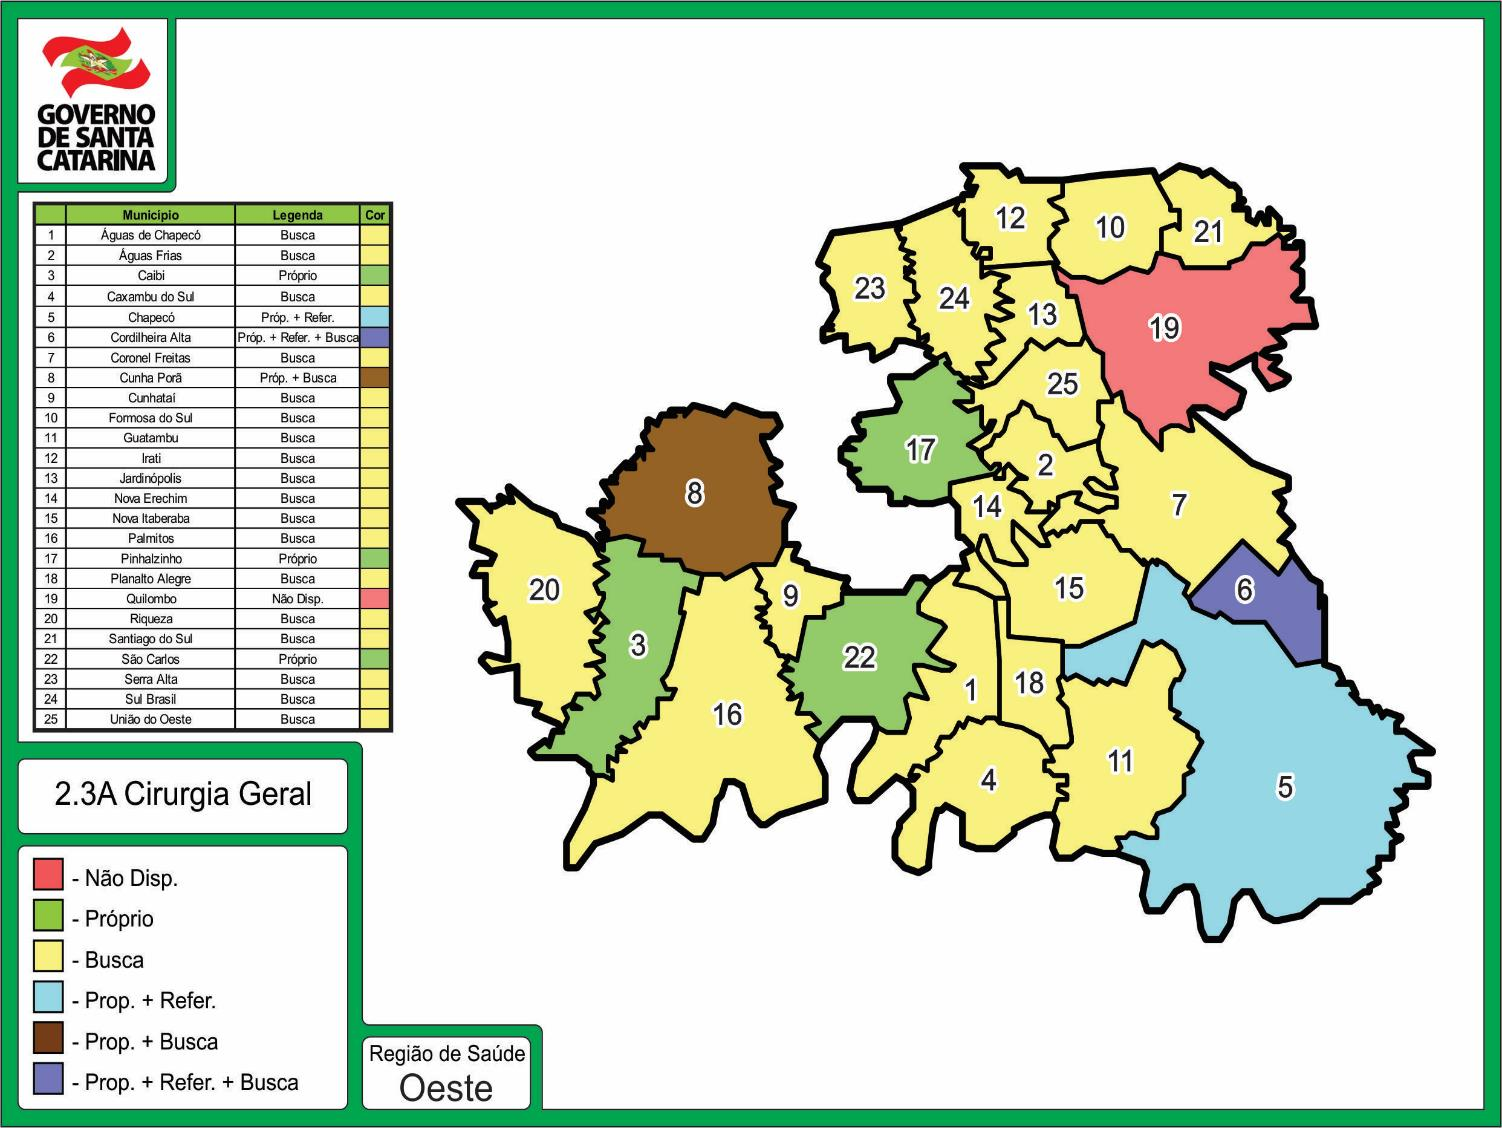 GOVERNO
DE SANTA
CATARINA
Município Legenda Cor
1 Águas de Chapecó Busca
2 Águas Frias Busca
3 Caibi Próprio
4 Caxambu do Sul Busca
5 Chapecó Próp. + Refer.
6 Cordilheira Alta Próp. + Refer. + Busca
7 Coronel Freitas Busca
8 Cunha Porã Próp. + Busca
9 Cunhataí Busca
10 Formosa do Sul Busca
11 Guatambu Busca
12 Irati Busca
13 Jardinópolis Busca
14 Nova Erechim Busca
15 Nova Itaberaba Busca
16 Palmitos Busca
17 Pinhalzinho Próprio
18 Planalto Alegre Busca
19 Quilombo Não Disp.
20 Riqueza Busca
21 Santiago do Sul Busca
22 São Carlos Próprio
23 Serra Alta Busca
24 Sul Brasil Busca
25 União do Oeste Busca
12
10
21
23
24
13
19
25
17
2
8
14
7
20
9
15
6
3
22
1
18
16
4
11
5
2.3A Cirurgia Geral
- Não Disp.
- Próprio
- Busca
- Prop. + Refer.
- Prop. + Busca
- Prop. + Refer. + Busca
Região de Saúde
Oeste